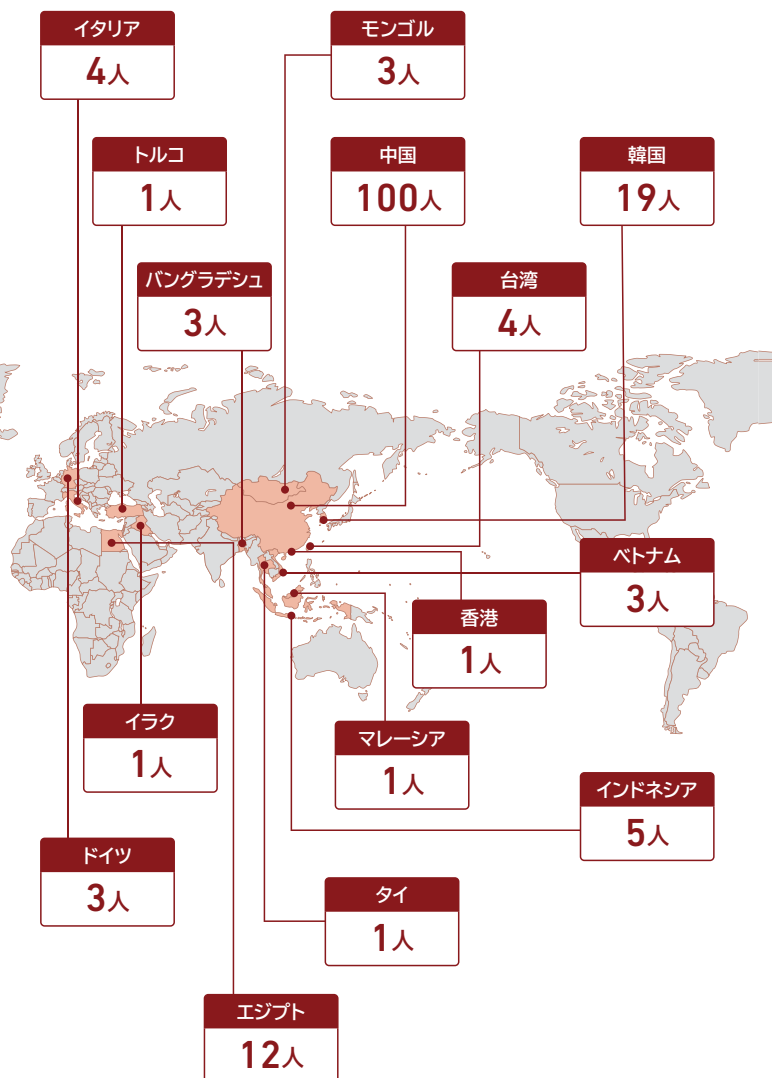 イタリア
4人
モンゴル
3人
トルコ
1人
中国
100人
韓国
19人
バングラデシュ
3人
台湾
4人
ベトナム
3人
香港
1人
イラク
1人
マレーシア
1人
インドネシア
5人
ドイツ
3人
タイ
1人
エジプト
12人